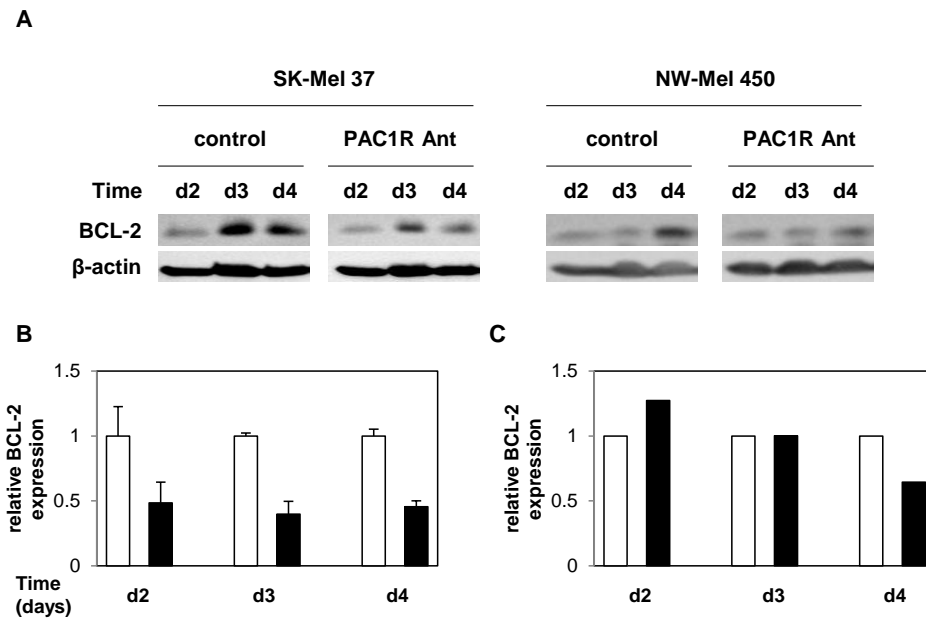 A
SK-Mel 37 NW-Mel 450
control PAC1R Ant control PAC1R Ant
Time d2 d3 d4 d2 d3 d4 d2 d3 d4 d2 d3 d4
BCL-2
β-actin
B
relative BCL-2
expression
1.5
1
0.5
0
Time
(days)
d2 d3 d4
C
relative BCL-2
expression
1.5
1
0.5
0
d2 d3 d4